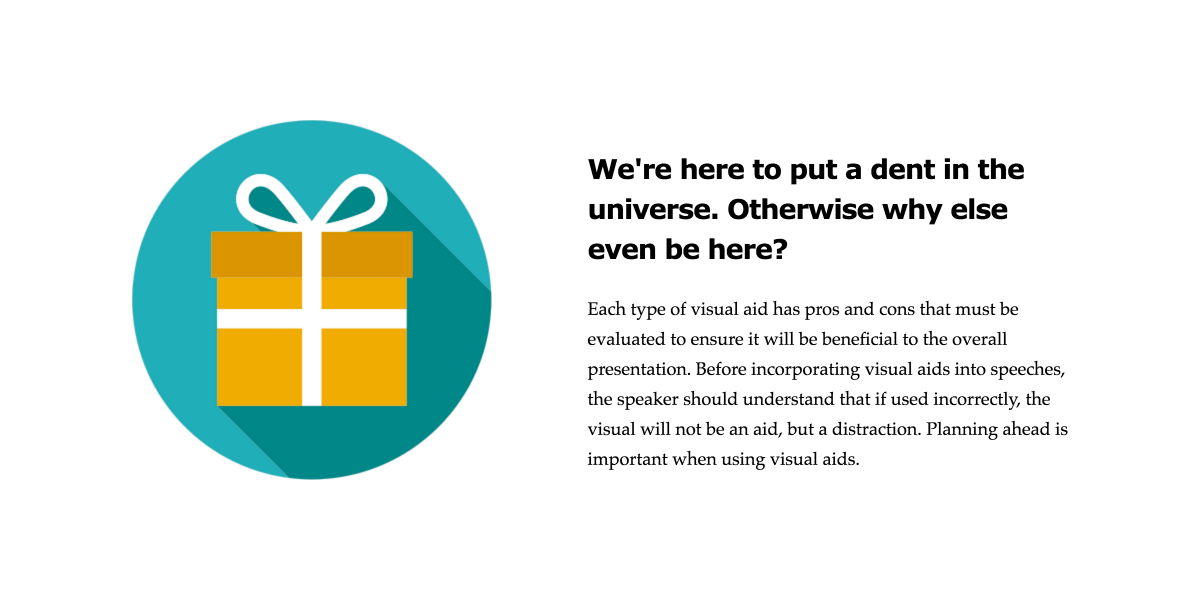 We're here to put a dent in the
universe. Otherwise why else
even be here?
Each type of visual aid has pros and cons that must be
evaluated to ensure it will be beneficial to the overall
presentation. Before incorporating visual aids into speeches,
the speaker should understand that if used incorrectly, the
visual will not be an aid, but a distraction. Planning ahead is
important when using visual aids.